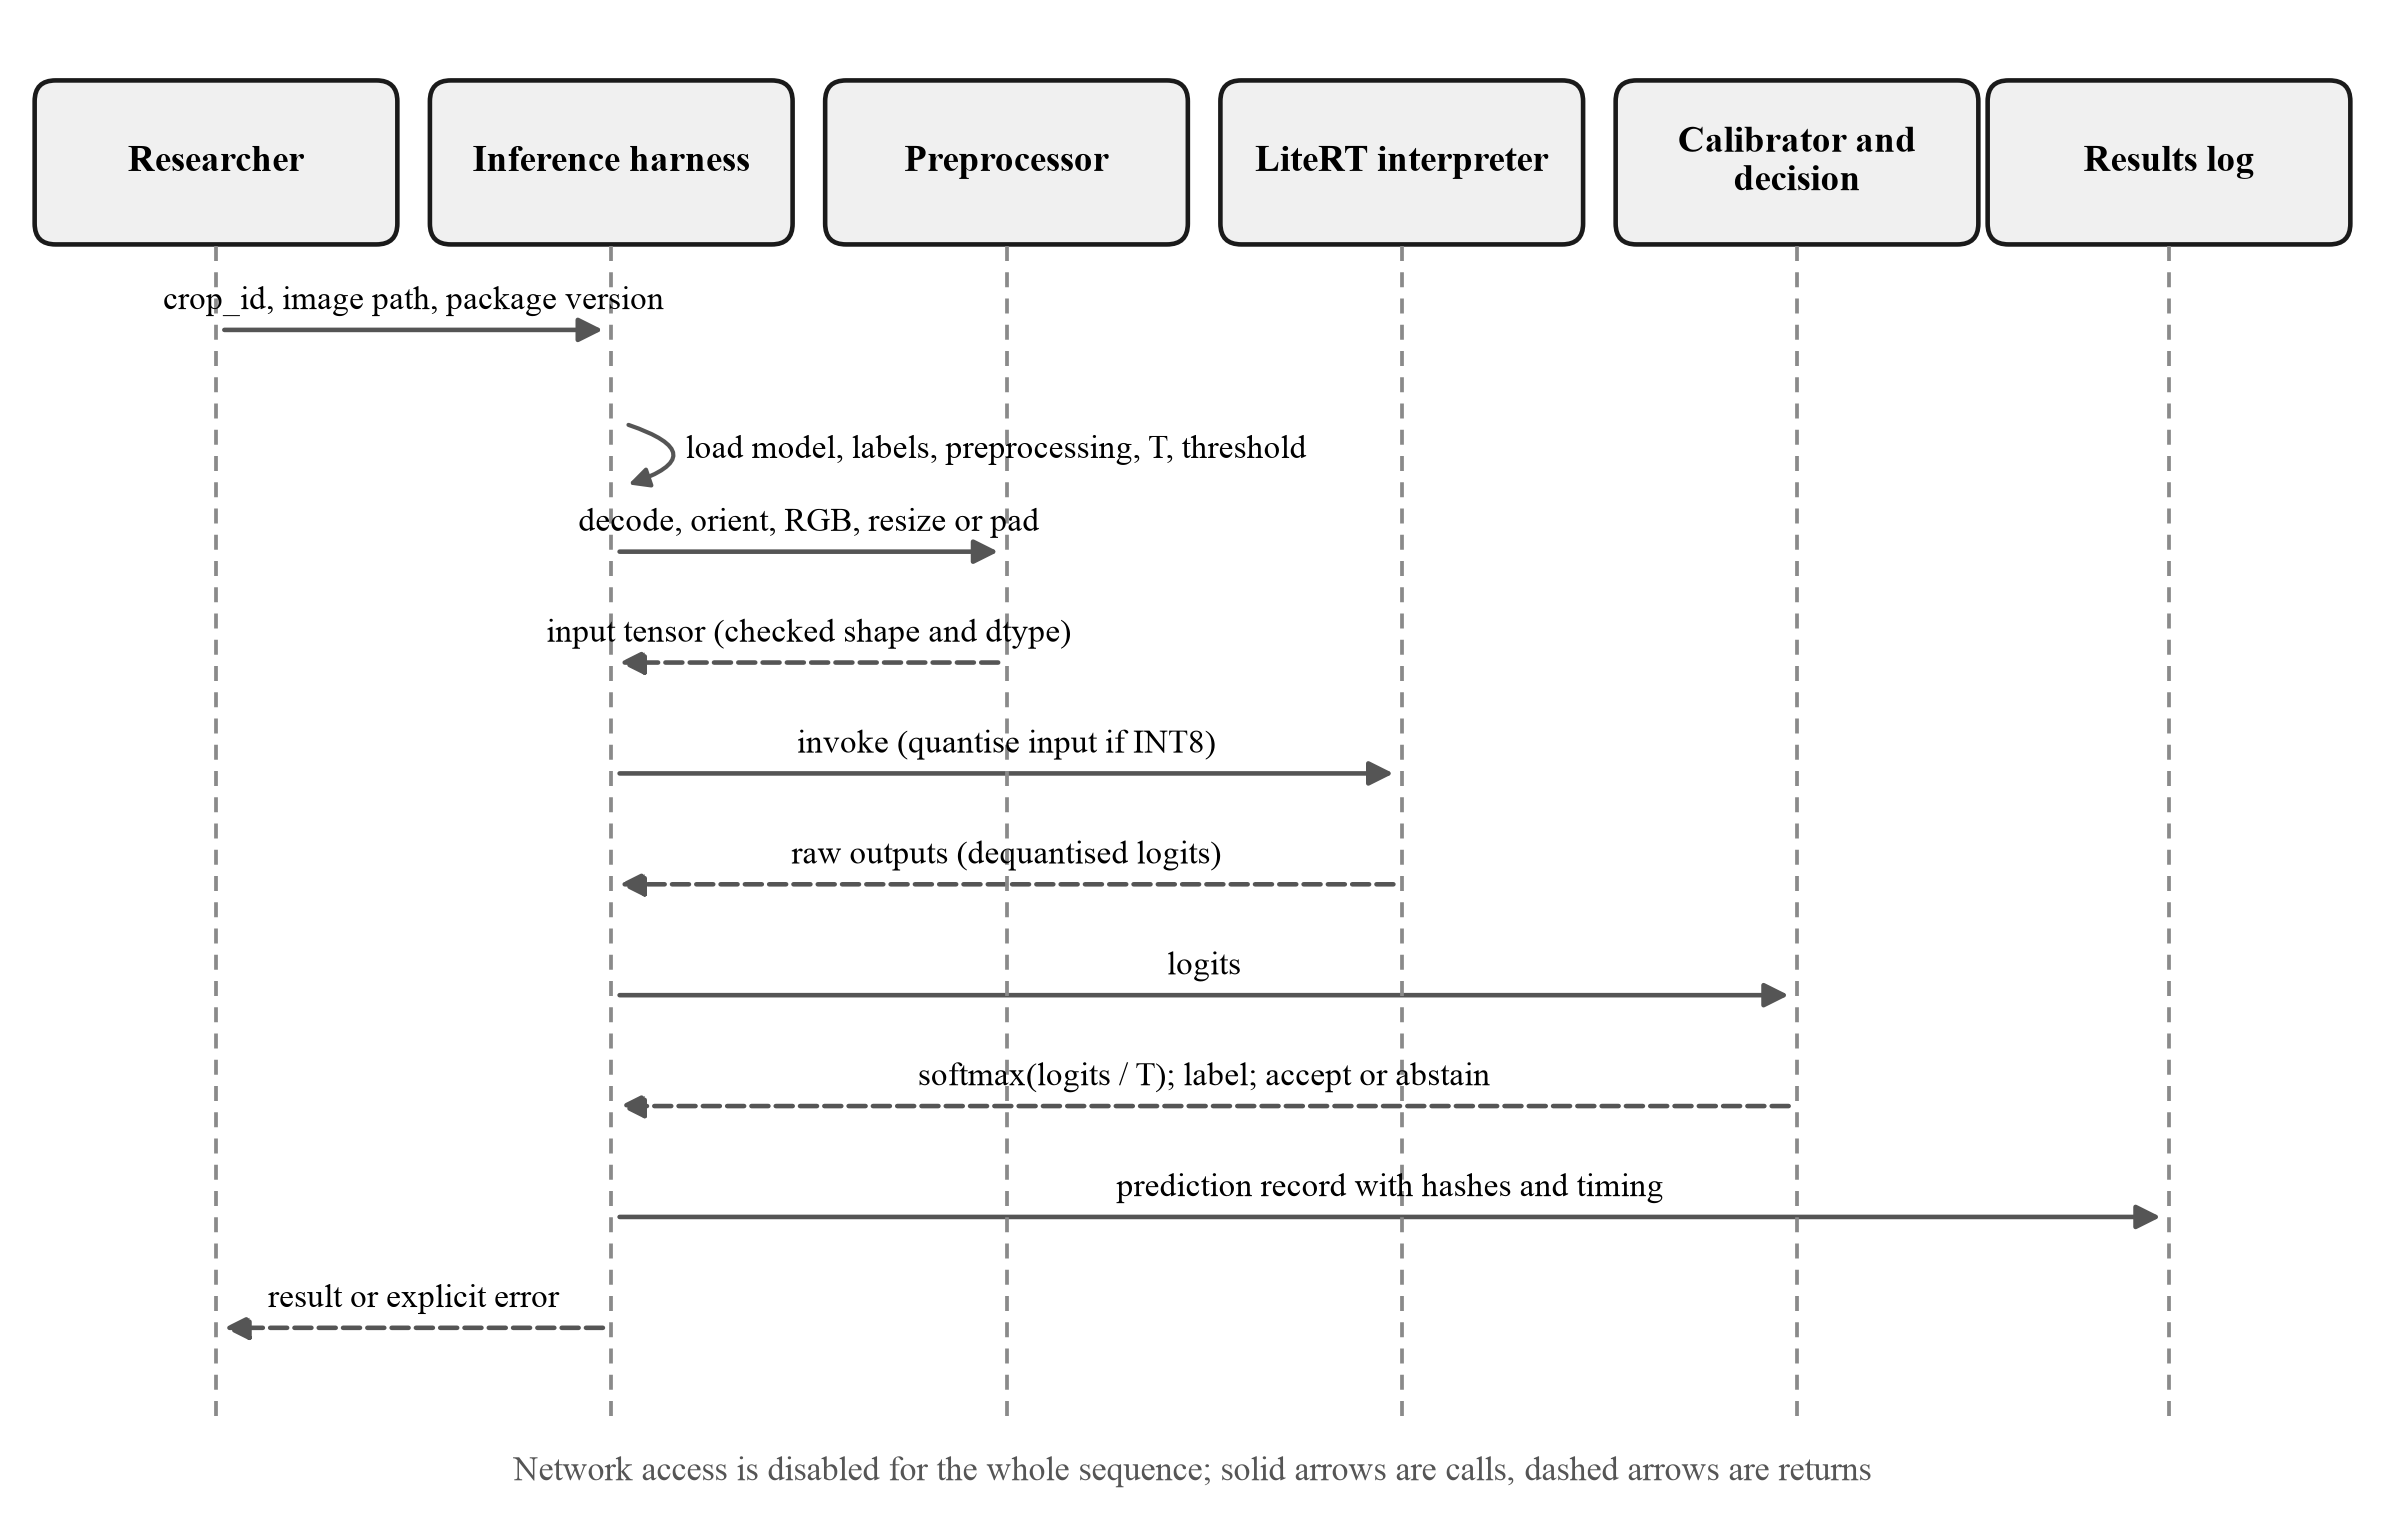 Researcher
Inference harness
Preprocessor
LiteRT interpreter
Calibrator and
decision
Results log
crop_id, image path, package version
load model, labels, preprocessing, T, threshold
decode, orient, RGB, resize or pad
input tensor (checked shape and dtype)
invoke (quantise input if INT8)
raw outputs (dequantised logits)
logits
softmax(logits / T); label; accept or abstain
prediction record with hashes and timing
result or explicit error
Network access is disabled for the whole sequence; solid arrows are calls, dashed arrows are returns